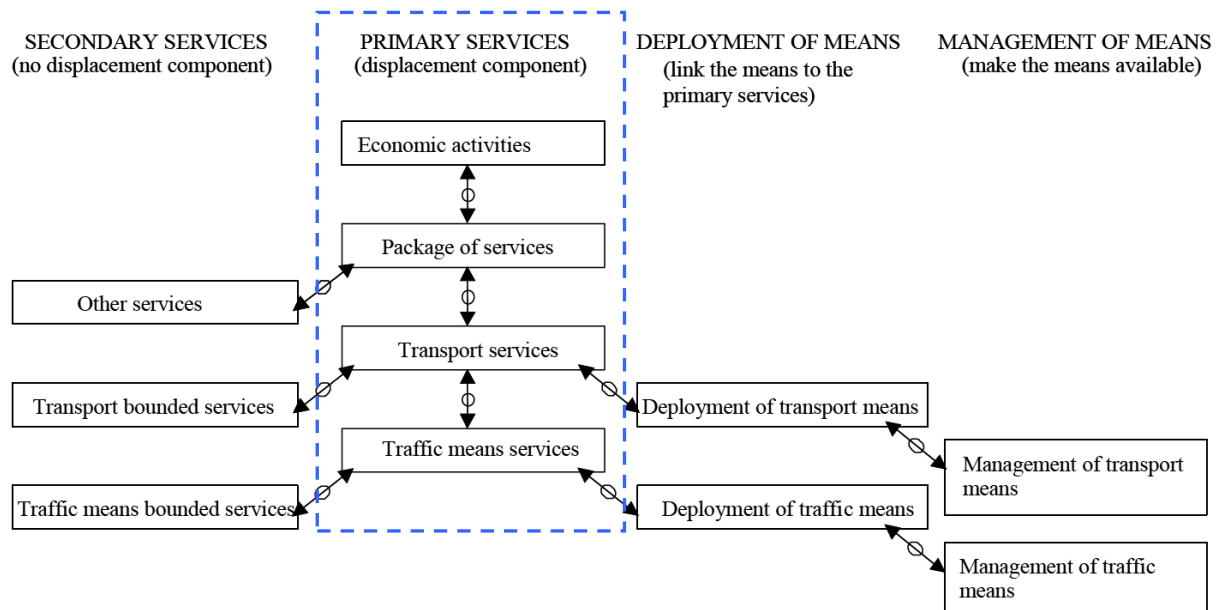 SECONDARY SERVICES
(no displacement component)
PRIMARY SERVICES
(displacement component)
DEPLOYMENT OF MEANS
(link the means to the
primary services)
MANAGEMENT OF MEANS
(make the means available)
Economic activities
Package of services
Other services
Transport services
Transport bounded services
Deployment of transport means
Traffic means services
Management of transport
means
Traffic means bounded services
Deployment of traffic means
Management of traffic
means